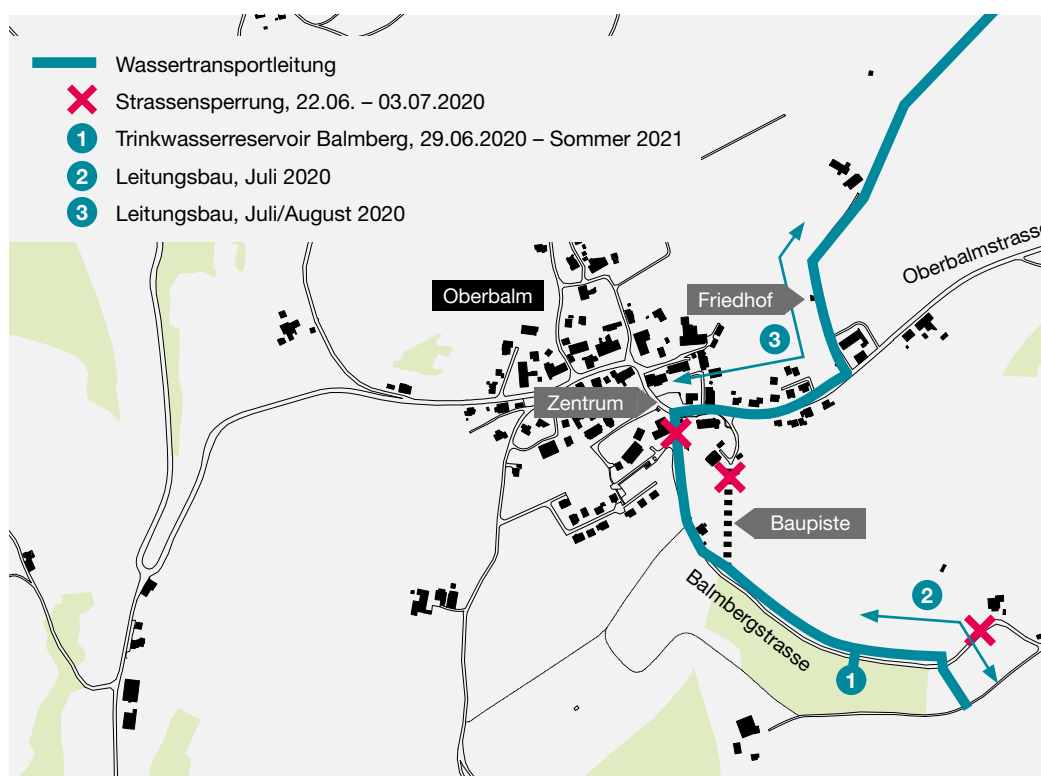 Wassertransportleitung
Strassensperrung, 22.06. – 03.07.2020
1 Trinkwasserreservoir Balmberg, 29.06.2020 – Sommer 2021
2 Leitungsbau, Juli 2020
3 Leitungsbau, Juli/August 2020
Oberbalmstrasse
Oberbalm
Friedhof
3
Zentrum
Baupiste
Balmbergstrasse
2
1